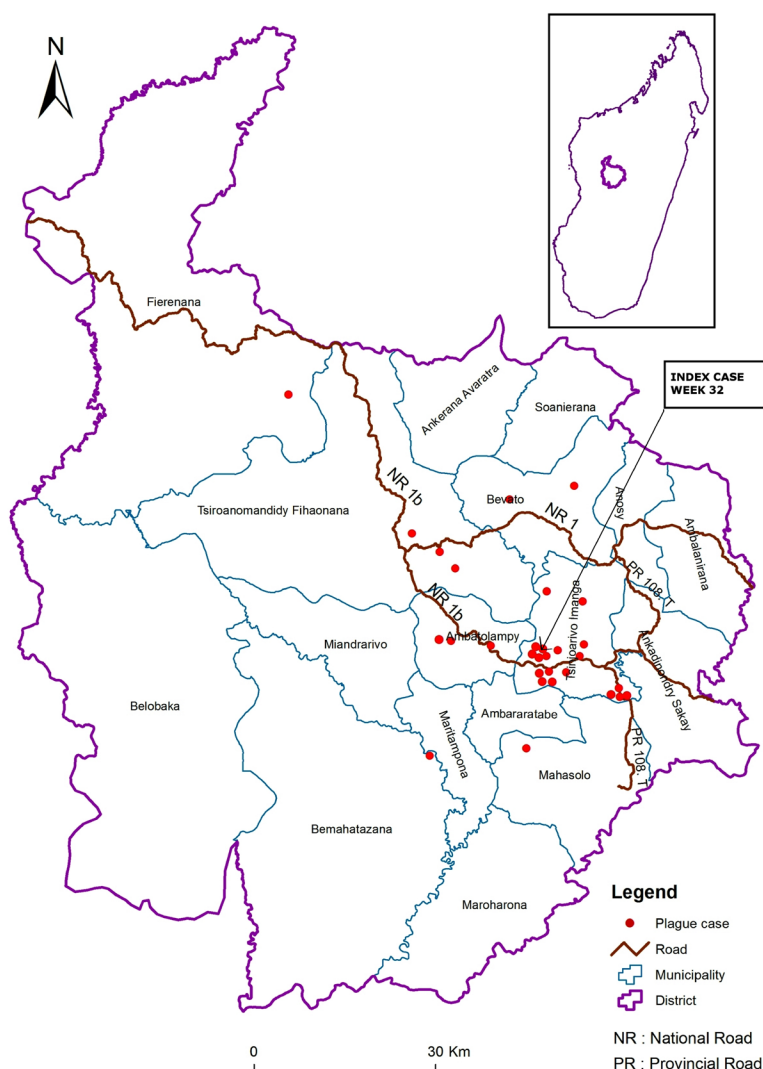 N
Fierenana
INDEX CASE
WEEK 32
Ankerana Avaratra
Soanierana
NR 1b
Bevato
Anosy
NR 1
Tsiroanomandidy Fihaonana
Ambalanirana
PR 108. T
NR 1b
Tsinjoarivo Imanga
Ambatolampy
Miandrarivo
Ankadinondry Sakay
Belobaka
Maritampona
Ambararatabe
PR 108. T
Mahasolo
Bemahatazana
Maroharona
Legend
Plague case
Road
Municipality
District
NR : National Road
PR : Provincial Road
0 30 Km